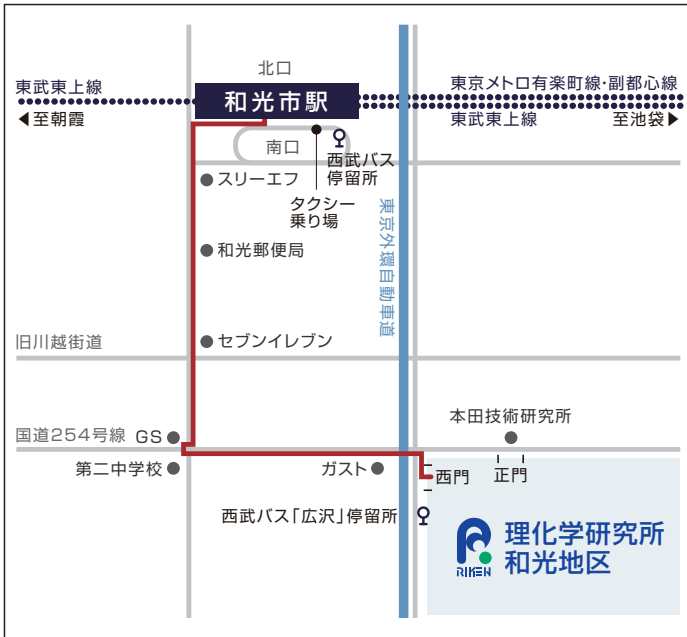 北口
東武東上線
和光市駅
東京メトロ有楽町線・副都心線
◀至朝霞
東武東上線
至池袋▶
南口
西武バス
停留所
スリーエフ
タクシー
乗り場
東京外環自動車道
和光郵便局
旧川越街道
セブンイレブン
本田技術研究所
国道254号線
GS
第二中学校
ガスト
西門
正門
西武バス「広沢」停留所
理化学研究所
和光地区
RIKEN